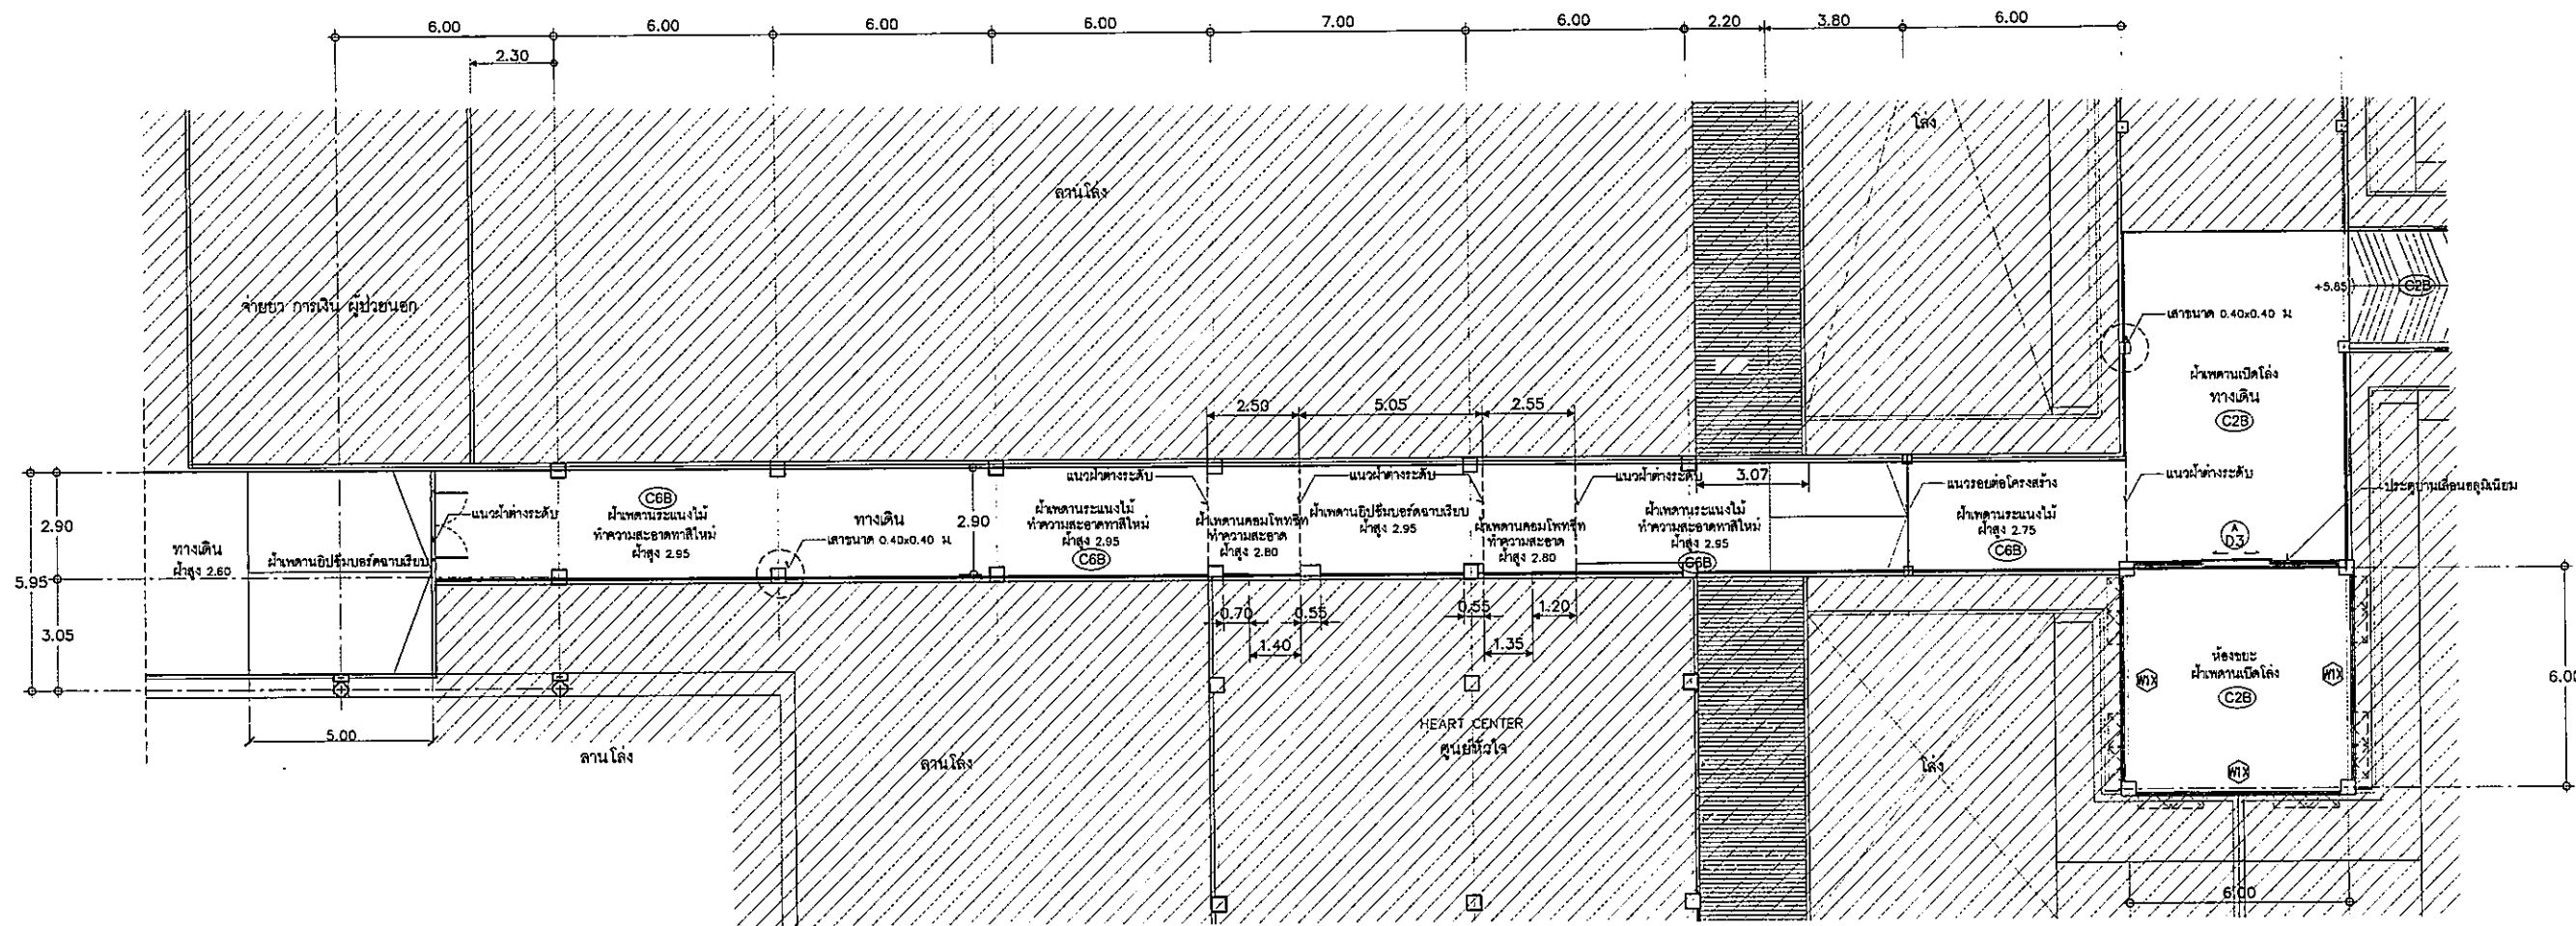 6.00
6.00
6.00
6.00
7.00
6.00
2.20
3.80
6.00
2.30
โล่ง
ลานโล่ง
จ่ายยา การเงิน ผู้ป่วยนอก
+5.85
C2B
เสาขนาด 0.40x0.40 ม.
ฝ้าเพดานเปิดโล่ง
ทางเดิน
C2B
2.50
5.05
2.55
แนวฝ้าต่างระดับ
แนวฝ้าต่างระดับ
แนวฝ้าต่างระดับ
3.07
แนวรอยต่อโครงสร้าง
แนวฝ้าต่างระดับ
ประตูบานเลื่อนอลูมิเนียม
2.90
5.95
3.05
ทางเดิน
ฝ้าสูง 2.60
ฝ้าเพดานยิปซั่มบอร์ดฉาบเรียบ
แนวฝ้าต่างระดับ
C6B
ฝ้าเพดานระแนงไม้
ทำความสะอาดทาสีใหม่
ฝ้าสูง 2.95
ทางเดิน
เสาขนาด 0.40x0.40 ม.
2.90
ฝ้าเพดานระแนงไม้
ทำความสะอาดทาสีใหม่
ฝ้าสูง 2.95
C6B
ฝ้าเพดานคอมโพทซิท
ทำความสะอาด
ฝ้าสูง 2.80
ฝ้าเพดานยิปซั่มบอร์ดฉาบเรียบ
ฝ้าสูง 2.95
ฝ้าเพดานคอมโพทซิท
ทำความสะอาด
ฝ้าสูง 2.80
ฝ้าเพดานระแนงไม้
ทำความสะอาดทาสีใหม่
ฝ้าสูง 2.95
C6B
ฝ้าเพดานระแนงไม้
ฝ้าสูง 2.75
C6B
A
D3
0.70
0.55
1.40
0.55
1.20
1.35
5.00
ลานโล่ง
ลานโล่ง
HEART CENTER
ศูนย์หัวใจ
โล่ง
ห้องขยะ
ฝ้าเพดานเปิดโล่ง
C2B
W1X
W1X
W1X
6.00
6.00